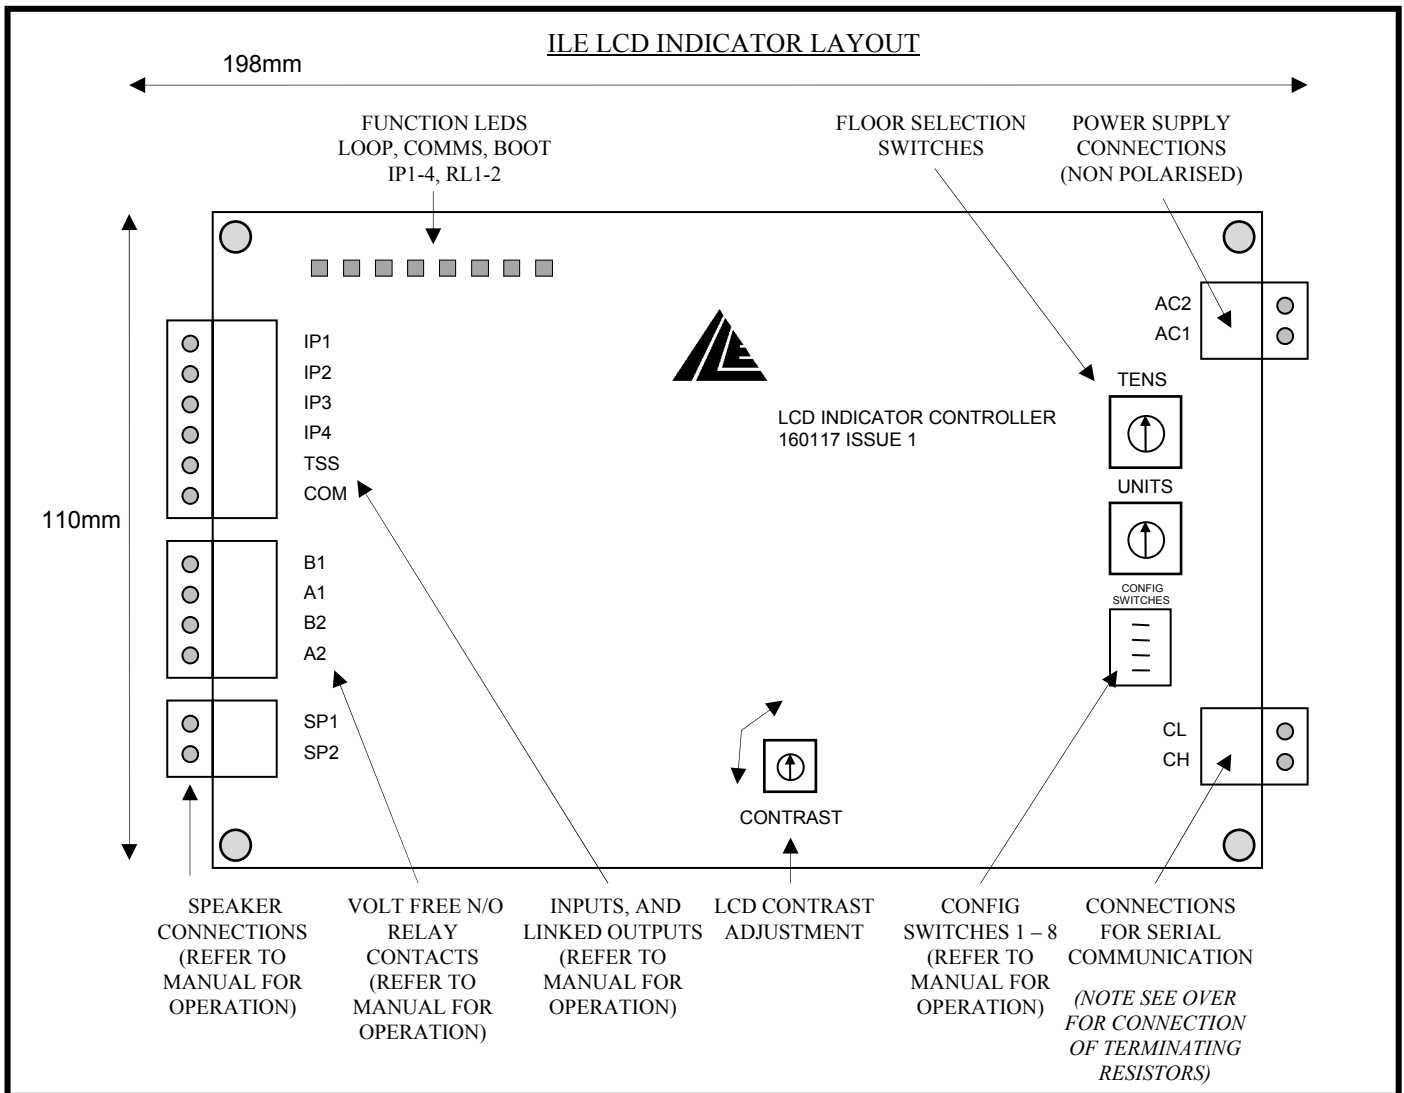 ILE LCD INDICATOR LAYOUT
198mm
FUNCTION LEDS
LOOP, COMMS, BOOT
IP1-4, RL1-2
FLOOR SELECTION
SWITCHES
POWER SUPPLY
CONNECTIONS
(NON POLARISED)
AC2
AC1
IP1
IP2
IP3
IP4
TSS
COM
110mm
B1
A1
B2
A2
SP1
SP2
ILE
LCD INDICATOR CONTROLLER
160117 ISSUE 1
TENS
UNITS
CONFIG
SWITCHES
CL
CH
CONTRAST
SPEAKER
CONNECTIONS
(REFER TO
MANUAL FOR
OPERATION)
VOLT FREE N/O
RELAY
CONTACTS
(REFER TO
MANUAL FOR
OPERATION)
INPUTS, AND
LINKED OUTPUTS
(REFER TO
MANUAL FOR
OPERATION)
LCD CONTRAST
ADJUSTMENT
CONFIG
SWITCHES 1 – 8
(REFER TO
MANUAL FOR
OPERATION)
CONNECTIONS
FOR SERIAL
COMMUNICATION
(NOTE SEE OVER
FOR CONNECTION
OF TERMINATING
RESISTORS)